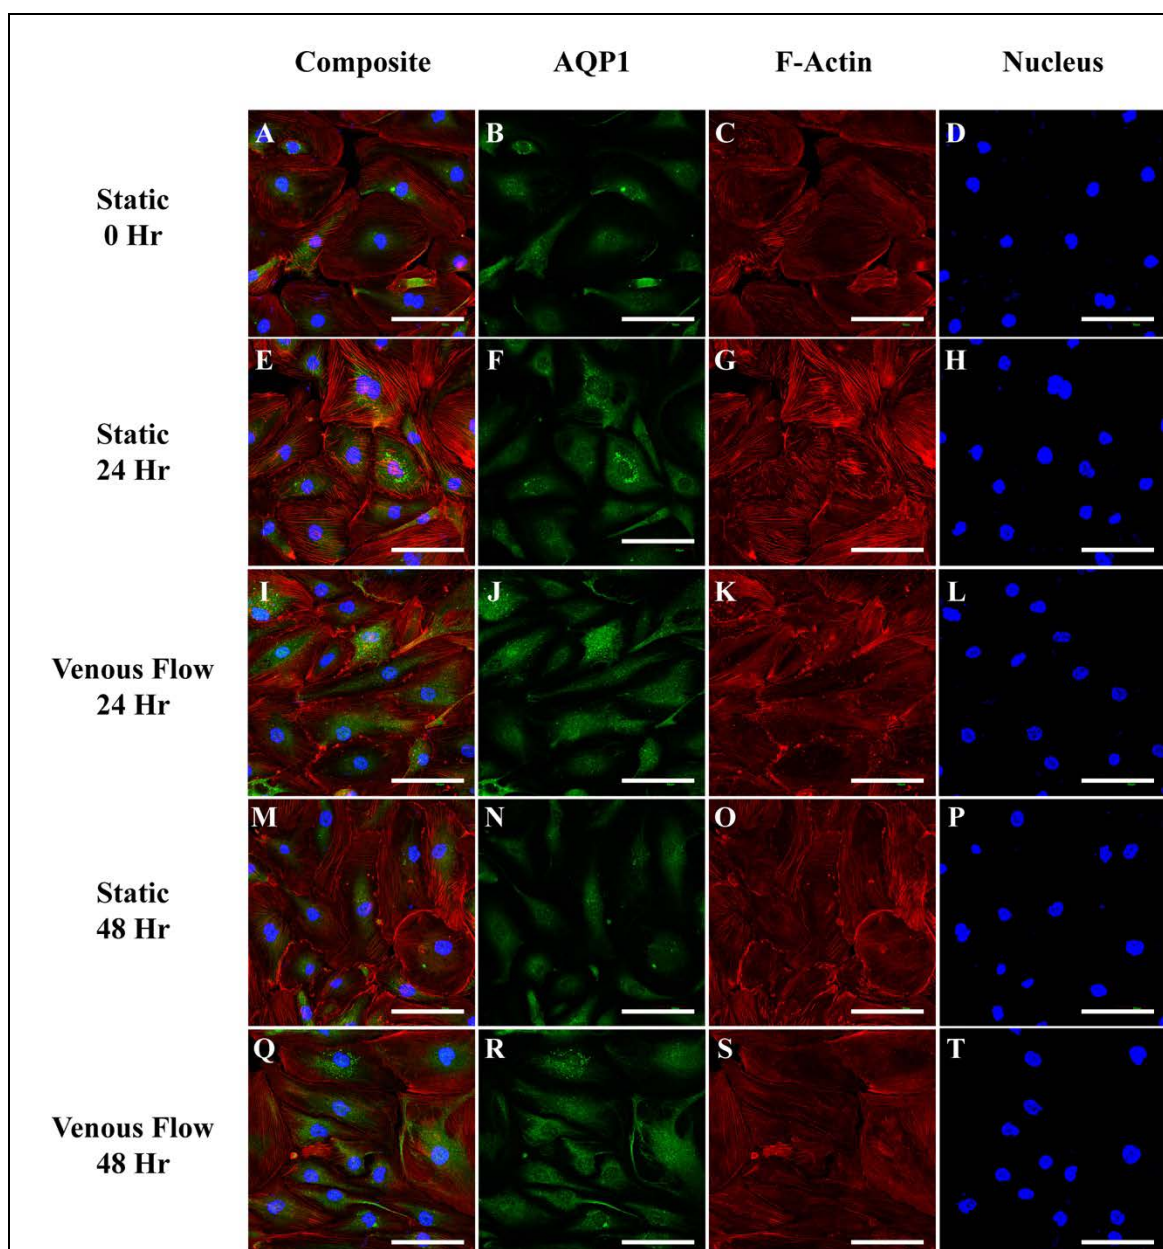 Composite AQP1 F-Actin Nucleus
A B C D
Static
0 Hr
E F G H
Static
24 Hr
I J K L
Venous Flow
24 Hr
M N O P
Static
48 Hr
Q R S T
Venous Flow
48 Hr